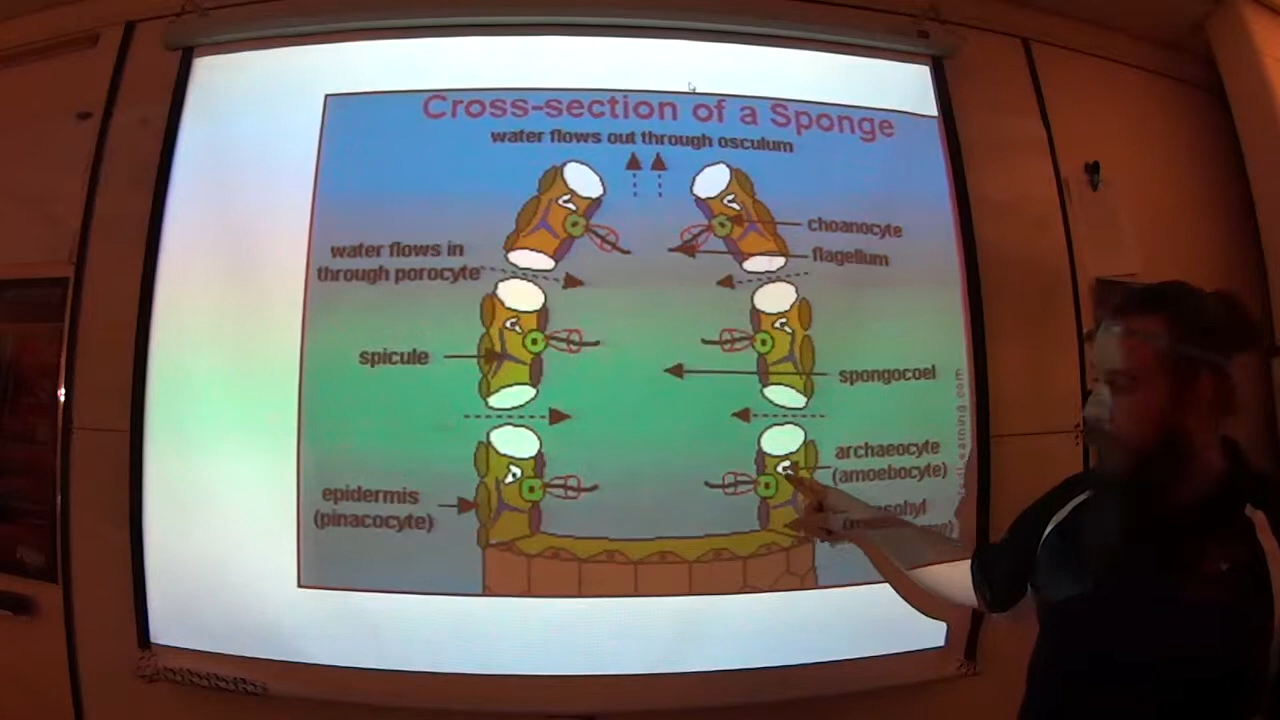 Cross-section of a Sponge
water flows out through osculum
choanocyte
flagellum
water flows in
through porocyte
spicule
spongocoel
archaeocyte
(amoebocyte)
epidermis
(pinacocyte)